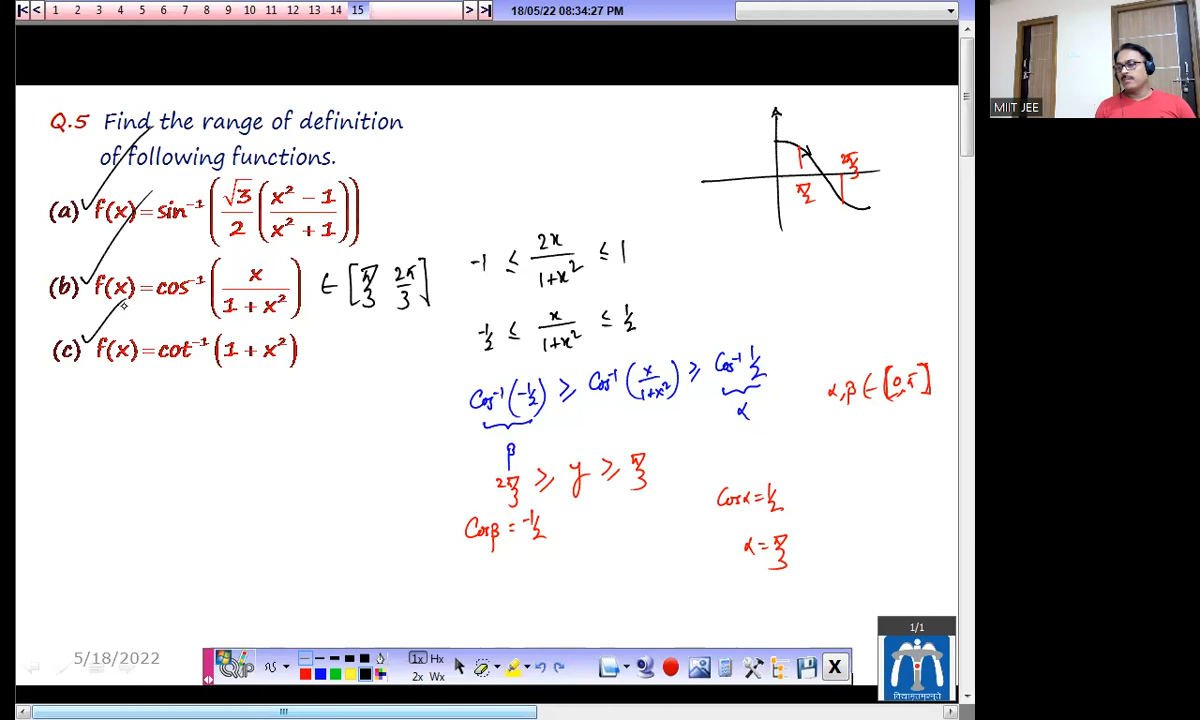 1 2 3 4 5 6 7 8 9 10 11 12 13 14 15
18/05/22 08:34:27 PM
MIIT JEE
Q.5 Find the range of definition
of following functions.
(a) f(x)=sin⁻¹(√3/2((x² − 1)/(x² + 1)))
(b) f(x)=cos⁻¹(x/(1 + x²)) ∈ [π/3 2π/3]
(c) f(x)=cot⁻¹(1 + x²)
π/2 2π/3
-1 ≤ 2x/(1+x²) ≤ 1
-1/2 ≤ x/(1+x²) ≤ 1/2
Cos⁻¹(-1/2) ≥ Cos⁻¹(x/(1+x²)) ≥ Cos⁻¹ 1/2
β
α
α, β ∈ [0, π]
2π/3 ≥ y ≥ π/3
Cosβ = -1/2
Cosα = 1/2
α = π/3
5/18/2022
1x Hx
2x Wx
X
1/1